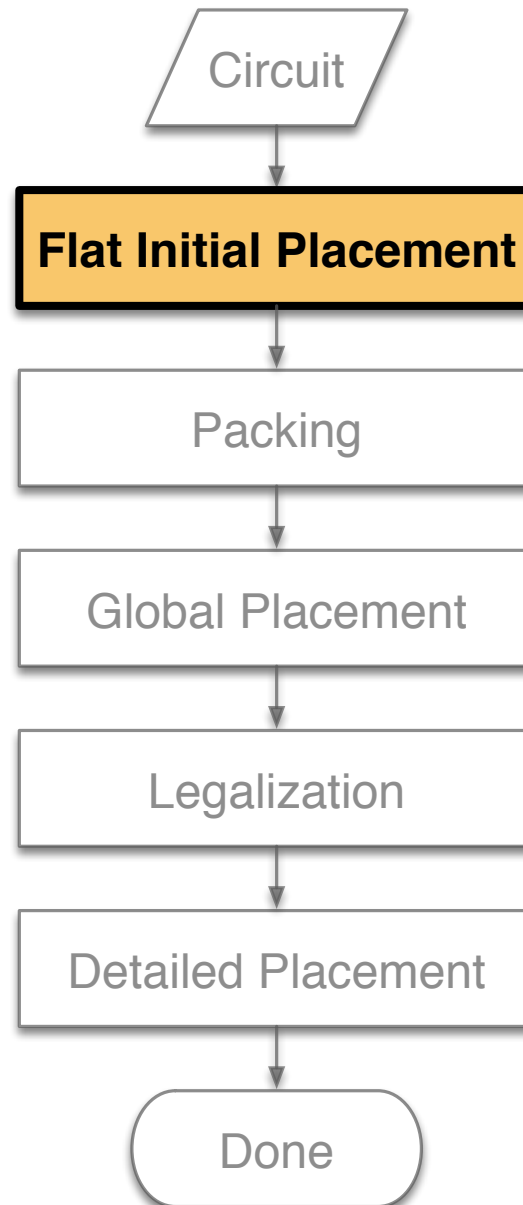 Circuit
Flat Initial Placement
Packing
Global Placement
Legalization
Detailed Placement
Done